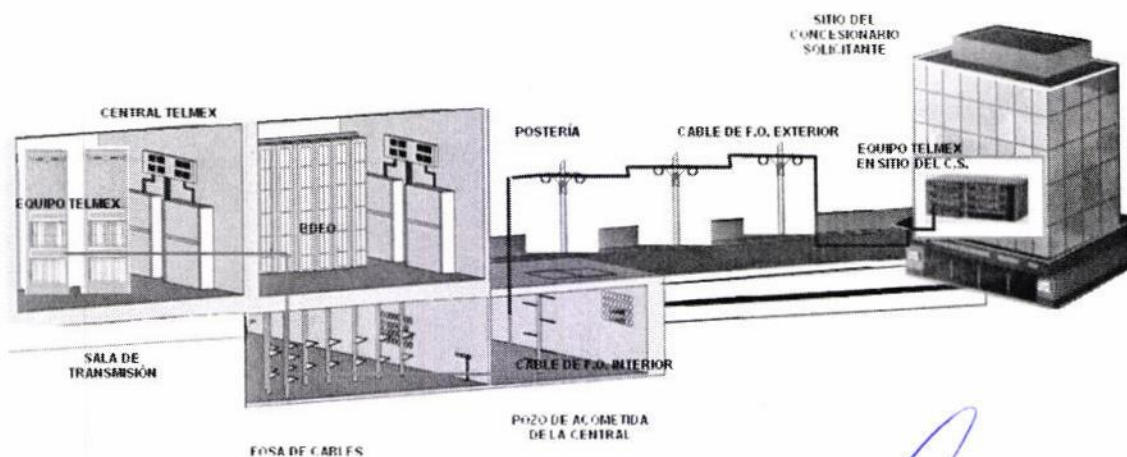 SITIO DEL
CONCESIONARIO
SOLICITANTE
CENTRAL TELMEX
POSTERÍA
CABLE DE F.O. EXTERIOR
EQUIPO TELMEX
EN SITIO DEL C.S.
EQUIPO TELMEX
BDFO
SALA DE
TRANSMISIÓN
CABLE DE F.O. INTERIOR
POZO DE ACOMETIDA
DE LA CENTRAL
FOSA DE CABLES